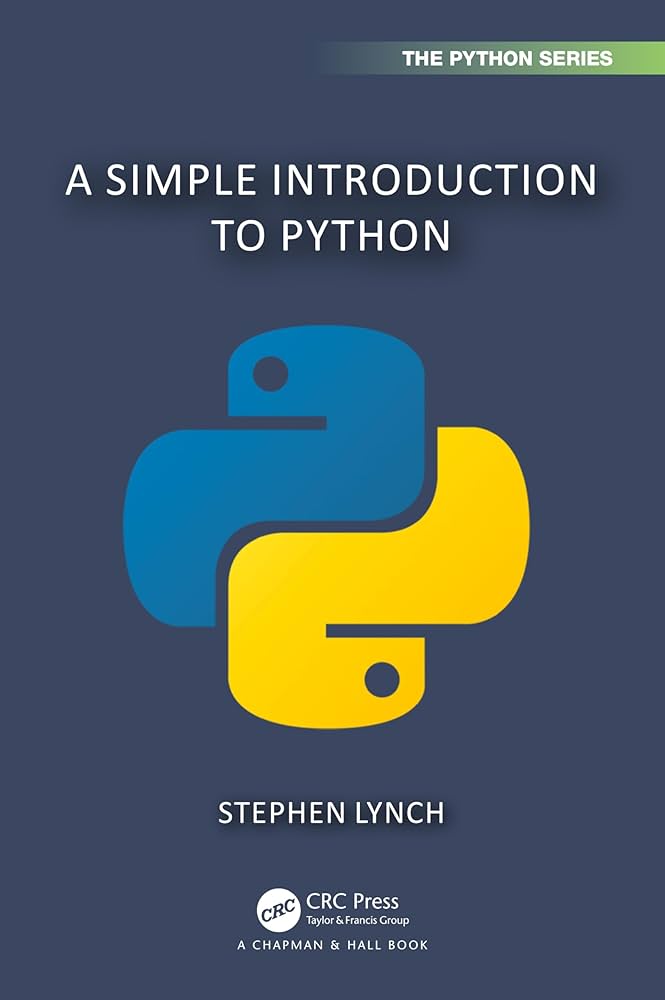 THE PYTHON SERIES
A SIMPLE INTRODUCTION
TO PYTHON
STEPHEN LYNCH
CRC
CRC Press
Taylor & Francis Group
A CHAPMAN & HALL BOOK